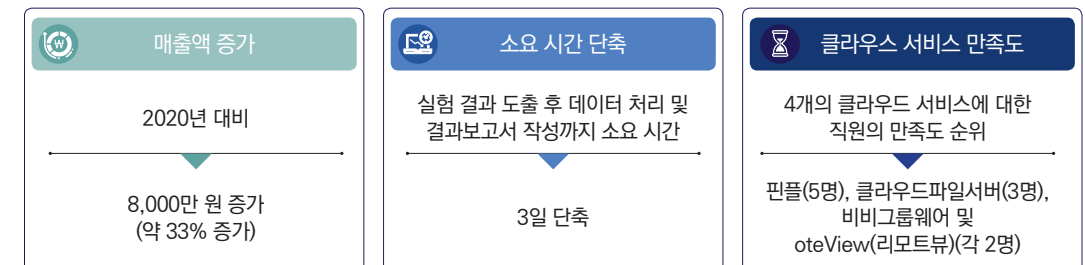 매출액 증가
2020년 대비
8,000만 원 증가
(약 33% 증가)
소요 시간 단축
실험 결과 도출 후 데이터 처리 및
결과보고서 작성까지 소요 시간
3일 단축
클라우스 서비스 만족도
4개의 클라우드 서비스에 대한
직원의 만족도 순위
핀플(5명), 클라우드파일서버(3명),
비비그룹웨어 및
oteView(리모트뷰)(각 2명)